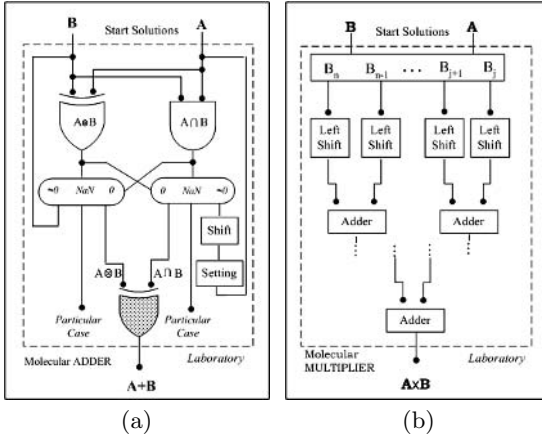 B Start Solutions A
A⊗B A∩B
≈0 NaN 0 0 NaN ≈0
Shift
A⊗B A∩B Setting
Particular Case Particular Case
Molecular ADDER Laboratory
A+B
(a)
Start Solutions
B A
Bn Bn-1 ... Bj+1 Bj
Left Shift Left Shift Left Shift Left Shift
Adder Adder
Adder
Molecular MULTIPLIER Laboratory
AxB
(b)